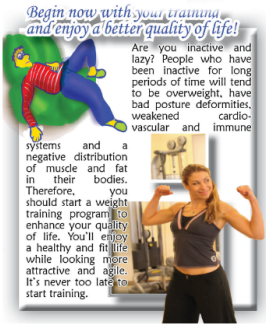 Begin now with your training
and enjoy a better quality of life!
Are you inactive and
lazy? People who have
been inactive for long
periods of time will tend
to be overweight, have
bad posture deformities,
weakened cardio-
vascular and immune
systems and a
negative distribution
of muscle and fat
in their bodies.
Therefore, you
should start a weight
training program to
enhance your quality
of life. You'll enjoy
a healthy and fit life
while looking more
attractive and agile.
It's never too late to
start training.